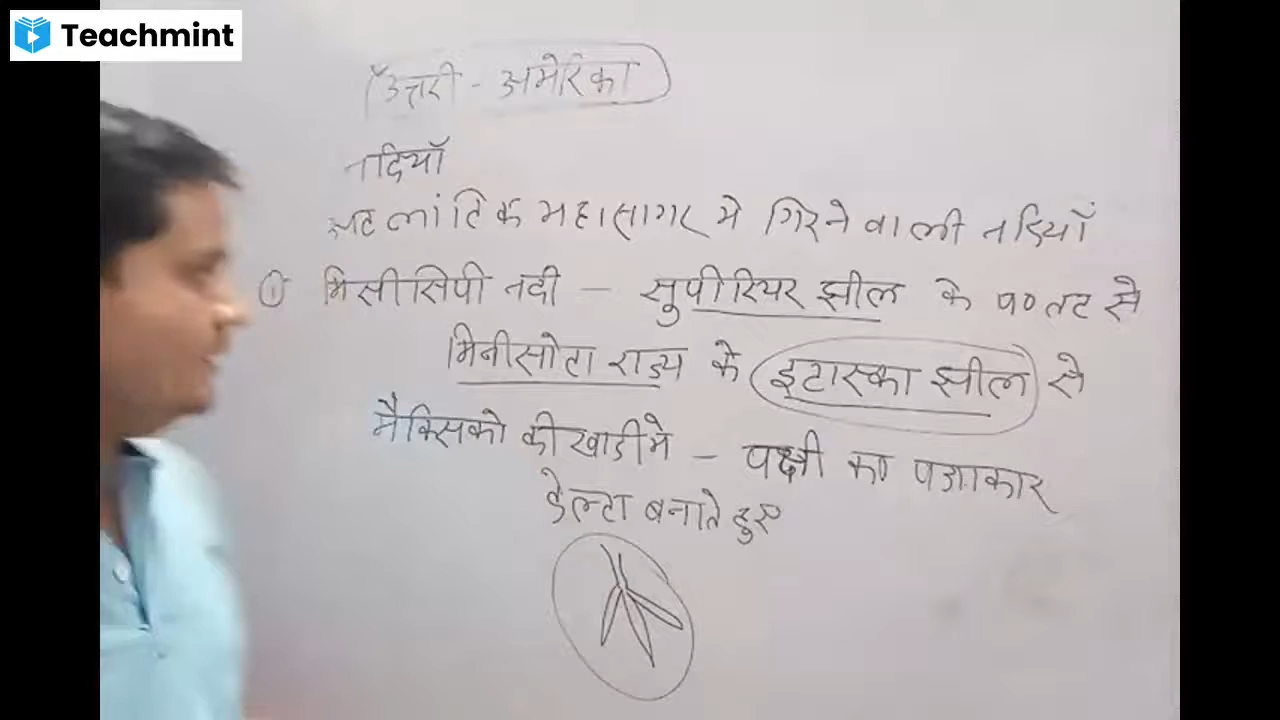 Teachmint
उत्तरी - अमेरिका
नदियाँ
अटलांटिक महासागर मे गिरने वाली नदियाँ
① मिसीसिपी नदी - सुपीरियर झील के प० तट से
मिनीसोटा राज्य के इटास्का झील से
मैक्सिको की खाडी मे - पक्षी का पंजाकार
डेल्टा बनाते हुए